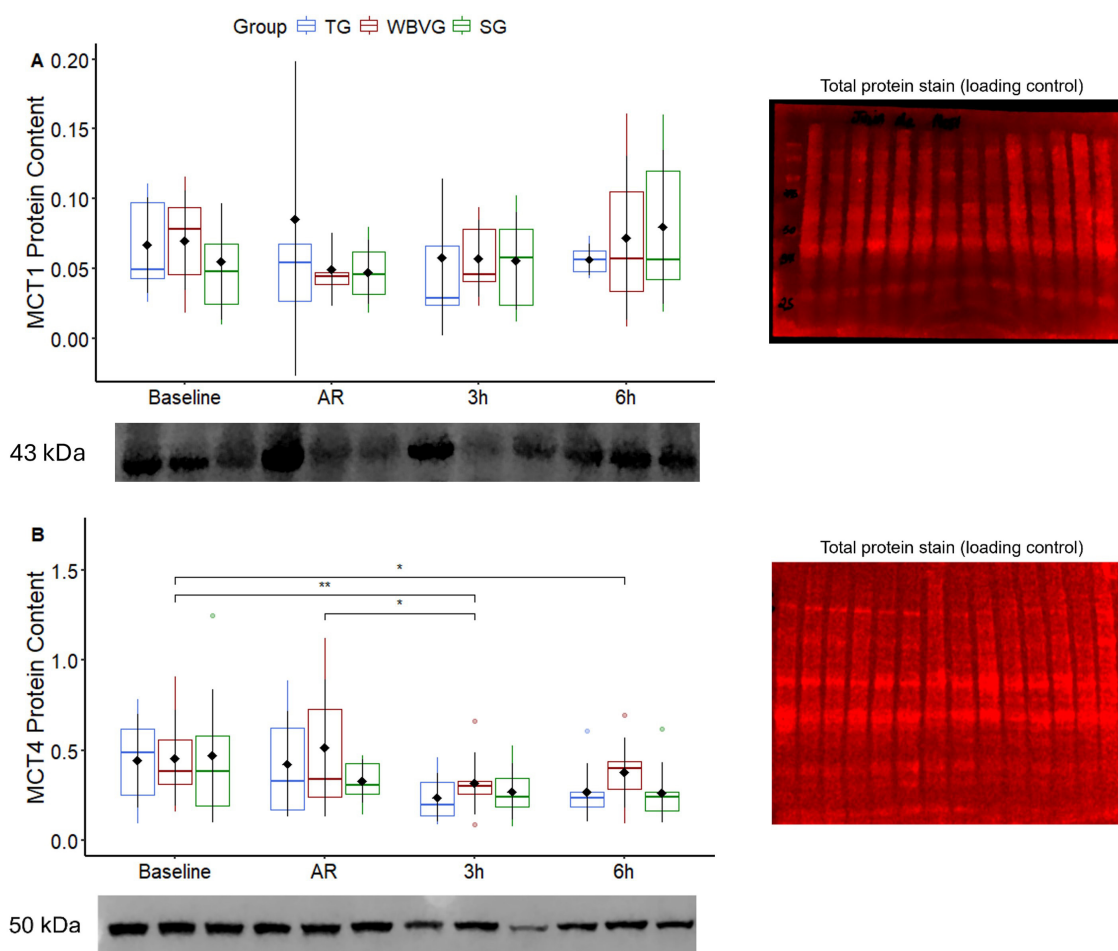 Group TG WBVG SG
A
MCT1 Protein Content
0.20
0.15
0.10
0.05
0.00
Baseline AR 3h 6h
43 kDa
Total protein stain (loading control)
25
B
MCT4 Protein Content
1.5
1.0
0.5
0.0
*
**
*
Baseline AR 3h 6h
50 kDa
Total protein stain (loading control)